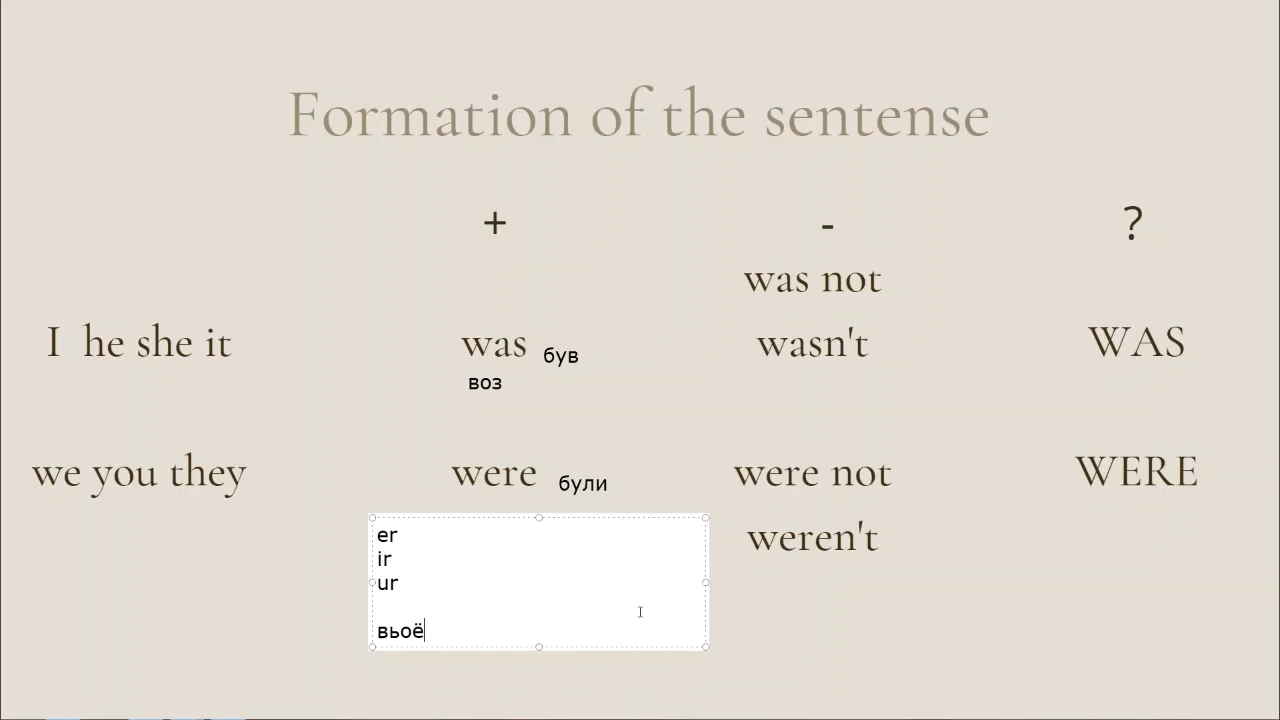 Formation of the sentense
+ - ?
was not
I he she it was був wasn't WAS
воз
we you they were були were not WERE
weren't
er
ir
ur
вьоё